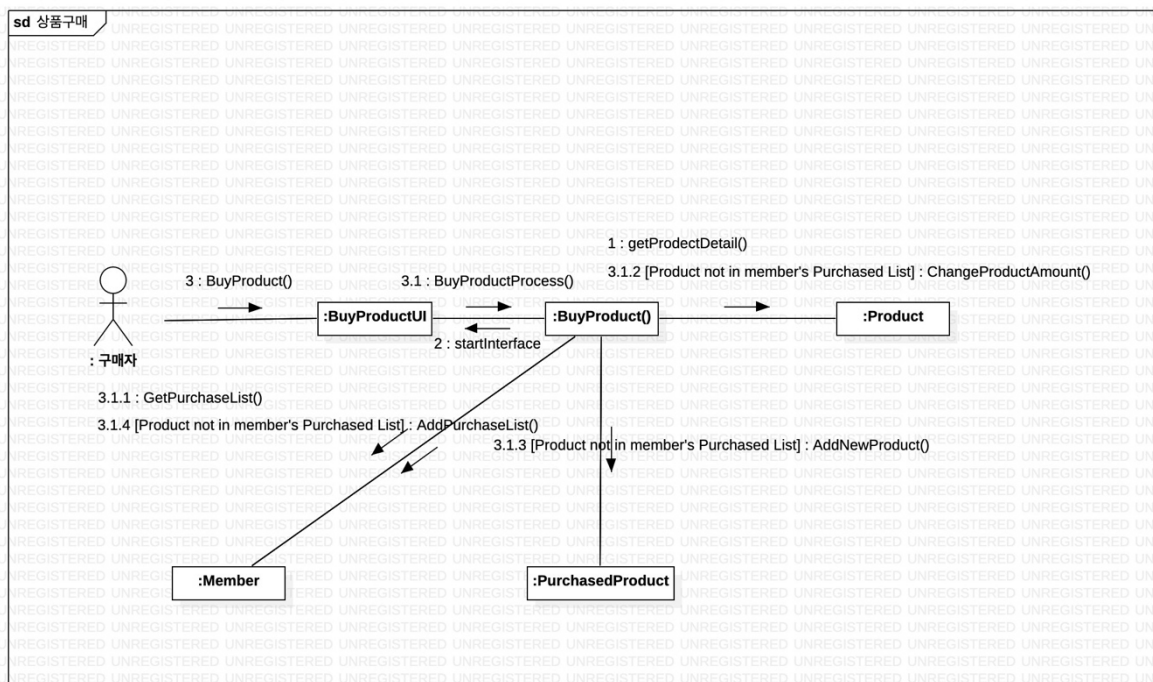 sd 상품구매
1 : getProdectDetail()
3.1.2 [Product not in member's Purchased List] : ChangeProductAmount()
3 : BuyProduct()
3.1 : BuyProductProcess()
:BuyProductUI
:BuyProduct()
:Product
2 : startInterface
: 구매자
3.1.1 : GetPurchaseList()
3.1.4 [Product not in member's Purchased List] : AddPurchaseList()
3.1.3 [Product not in member's Purchased List] : AddNewProduct()
:Member
:PurchasedProduct